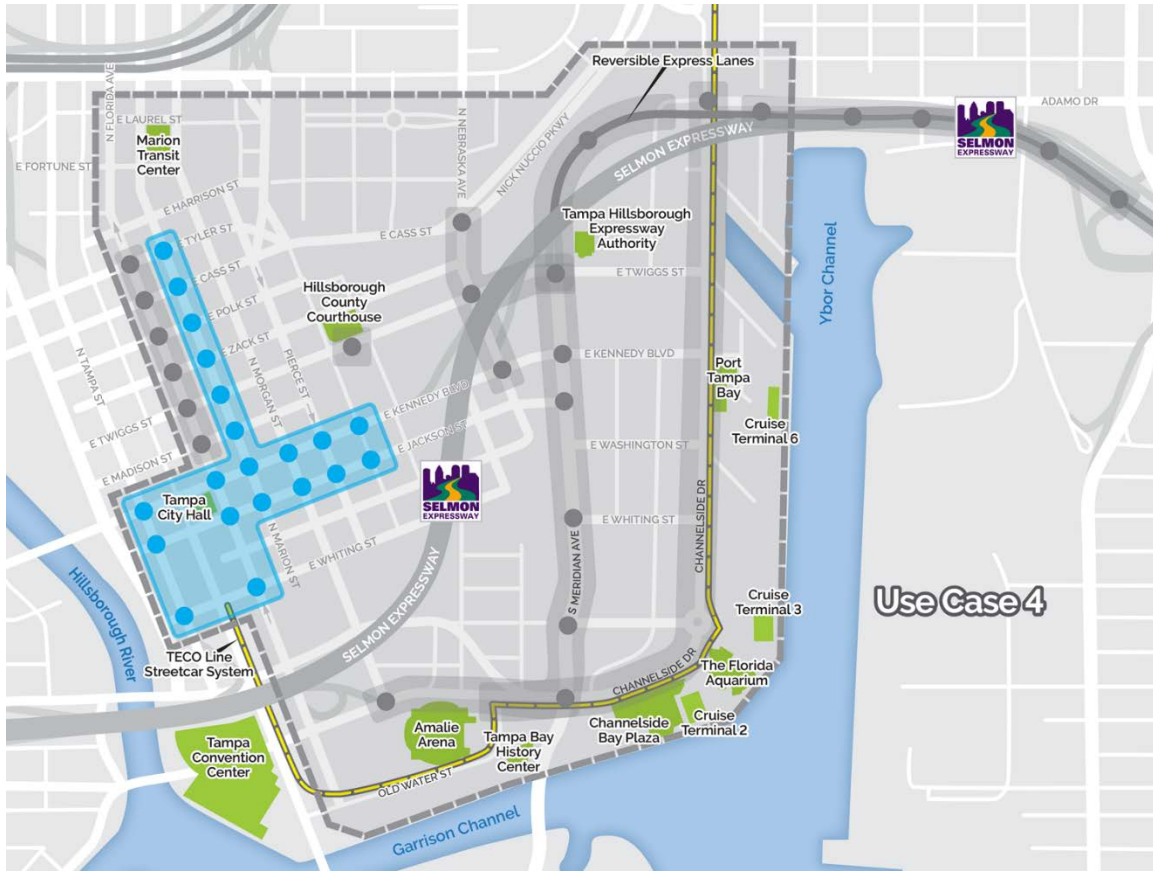 Reversible Express Lanes
N FLORIDA AVE
E LAUREL ST
Marion
Transit
Center
E FORTUNE ST
N NEBRASKA AVE
NICK NUCCIO PKWY
SELMON EXPRESSWAY
SELMON
EXPRESSWAY
ADAMO DR
E HARRISON ST
E TYLER ST
E CASS ST
E CASS ST
Tampa Hillsborough
Expressway
Authority
E POLK ST
Hillsborough
County
Courthouse
E TWIGGS ST
Ybor Channel
E ZACK ST
PIERCE ST
N MORGAN ST
N TAMPA ST
E KENNEDY BLVD
E KENNEDY BLVD
Port
Tampa
Bay
Cruise
Terminal 6
E TWIGGS ST
E JACKSON ST
E MADISON ST
E WASHINGTON ST
Tampa
City Hall
SELMON
EXPRESSWAY
CHANNELSIDE DR
E WHITING ST
E WHITING ST
N MARION ST
S MERIDIAN AVE
Hillsborough River
SELMON EXPRESSWAY
Cruise
Terminal 3
Use Case 4
TECO Line
Streetcar System
CHANNELSIDE DR
The Florida
Aquarium
Amalie
Arena
Tampa Bay
History
Center
Channelside
Bay Plaza
Cruise
Terminal 2
Tampa
Convention
Center
OLD WATER ST
Garrison Channel